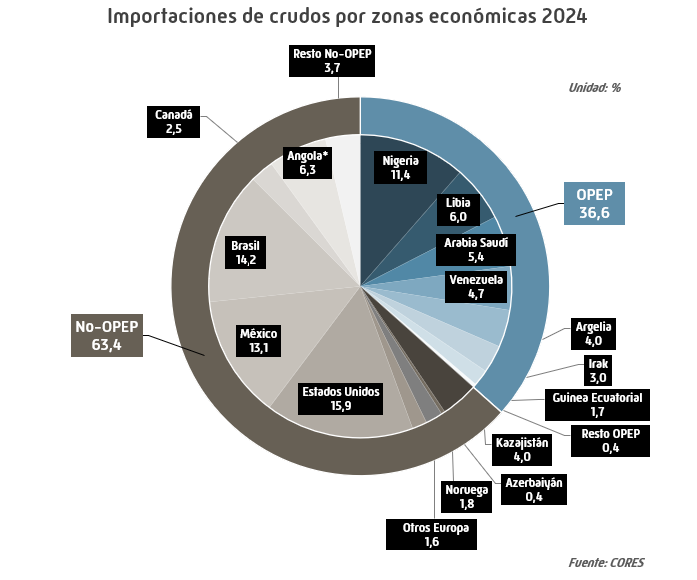 Importaciones de crudos por zonas económicas 2024
Unidad: %
Resto No-OPEP
3,7
Canadá
2,5
Angola*
6,3
Nigeria
11,4
OPEP
36,6
Libia
6,0
Arabia Saudí
5,4
Brasil
14,2
Venezuela
4,7
No-OPEP
63,4
México
13,1
Argelia
4,0
Irak
3,0
Estados Unidos
15,9
Guinea Ecuatorial
1,7
Resto OPEP
0,4
Kazajistán
4,0
Azerbaiyán
0,4
Noruega
1,8
Otros Europa
1,6
Fuente: CORES